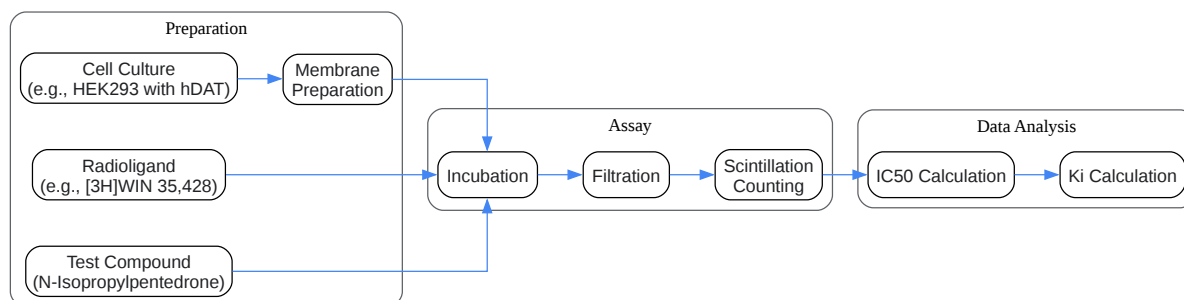 Preparation
Cell Culture
(e.g., HEK293 with hDAT)
Membrane
Preparation
Radioligand
(e.g., [3H]WIN 35,428)
Test Compound
(N-Isopropylpentedrone)
Assay
Incubation
Filtration
Scintillation
Counting
Data Analysis
IC50 Calculation
Ki Calculation